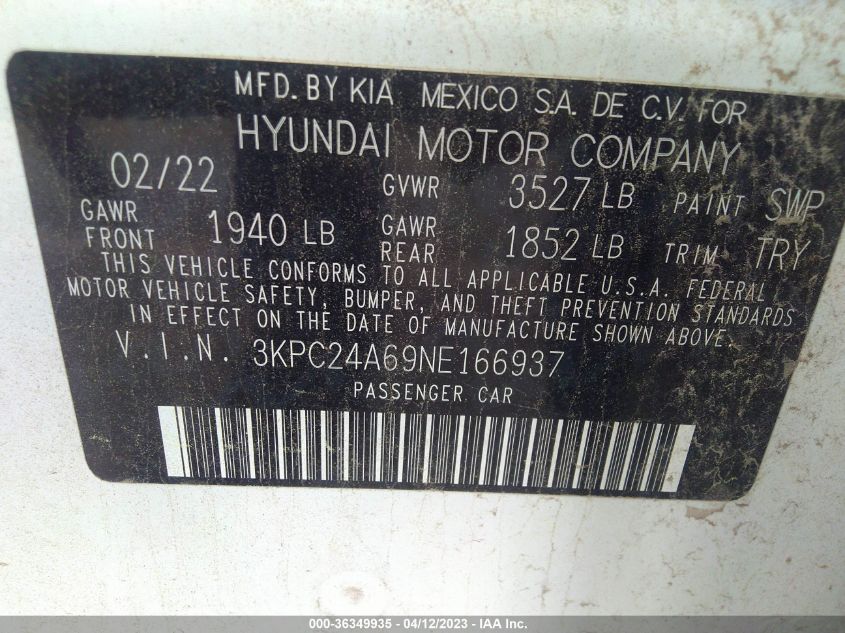 MFD. BY KIA MEXICO S.A. DE C.V. FOR
HYUNDAI MOTOR COMPANY
02/22 GVWR 3527 LB PAINT SWP
GAWR FRONT 1940 LB GAWR REAR 1852 LB TRIM TRY
THIS VEHICLE CONFORMS TO ALL APPLICABLE U.S.A. FEDERAL
MOTOR VEHICLE SAFETY, BUMPER, AND THEFT PREVENTION STANDARDS
IN EFFECT ON THE DATE OF MANUFACTURE SHOWN ABOVE.
V.I.N. 3KPC24A69NE166937
PASSENGER CAR
000-36349935 - 04/12/2023 - IAA Inc.